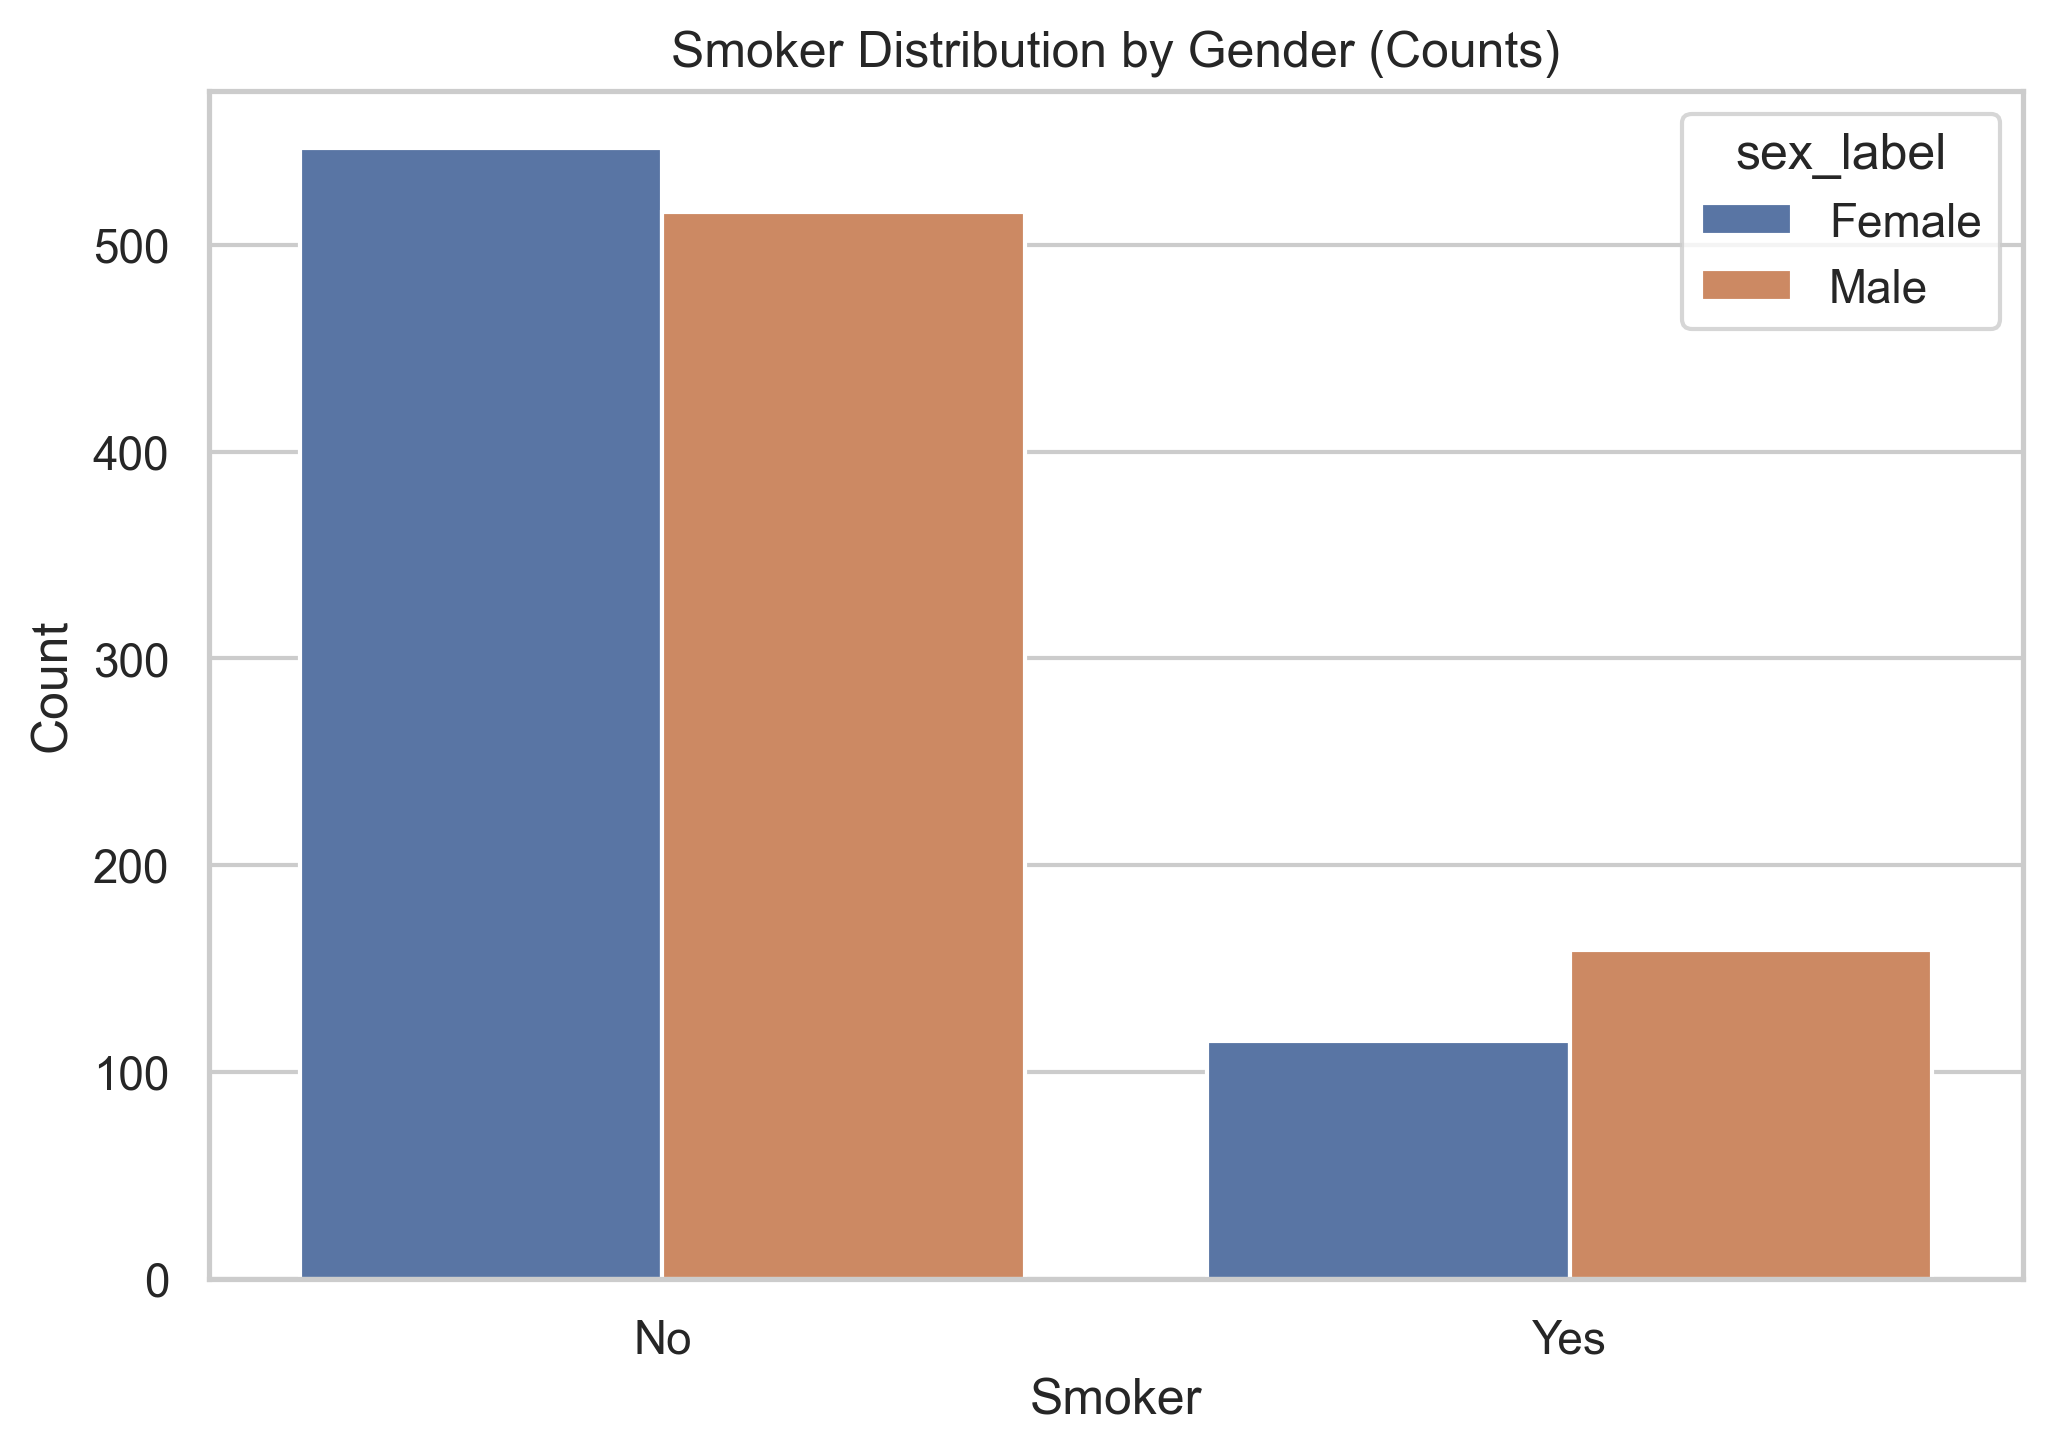 Smoker Distribution by Gender (Counts)
sex_label
Female
Male
500
400
300
200
100
0
Count
No
Yes
Smoker